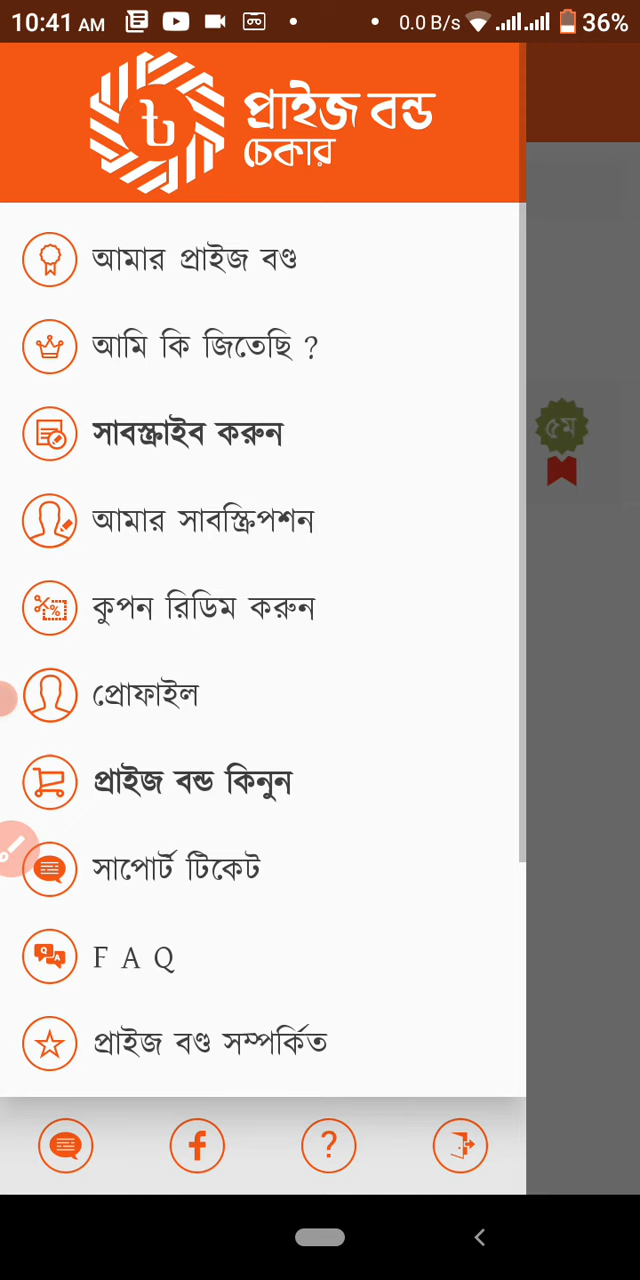 10:41 AM 0.0 B/s 36%
৳ প্রাইজ বন্ড
চেকার
আমার প্রাইজ বণ্ড
আমি কি জিতেছি ?
৫ম
সাবস্ক্রাইব করুন
আমার সাবস্ক্রিপশন
কুপন রিডিম করুন
প্রোফাইল
প্রাইজ বন্ড কিনুন
সাপোর্ট টিকেট
F A Q
প্রাইজ বণ্ড সম্পর্কিত